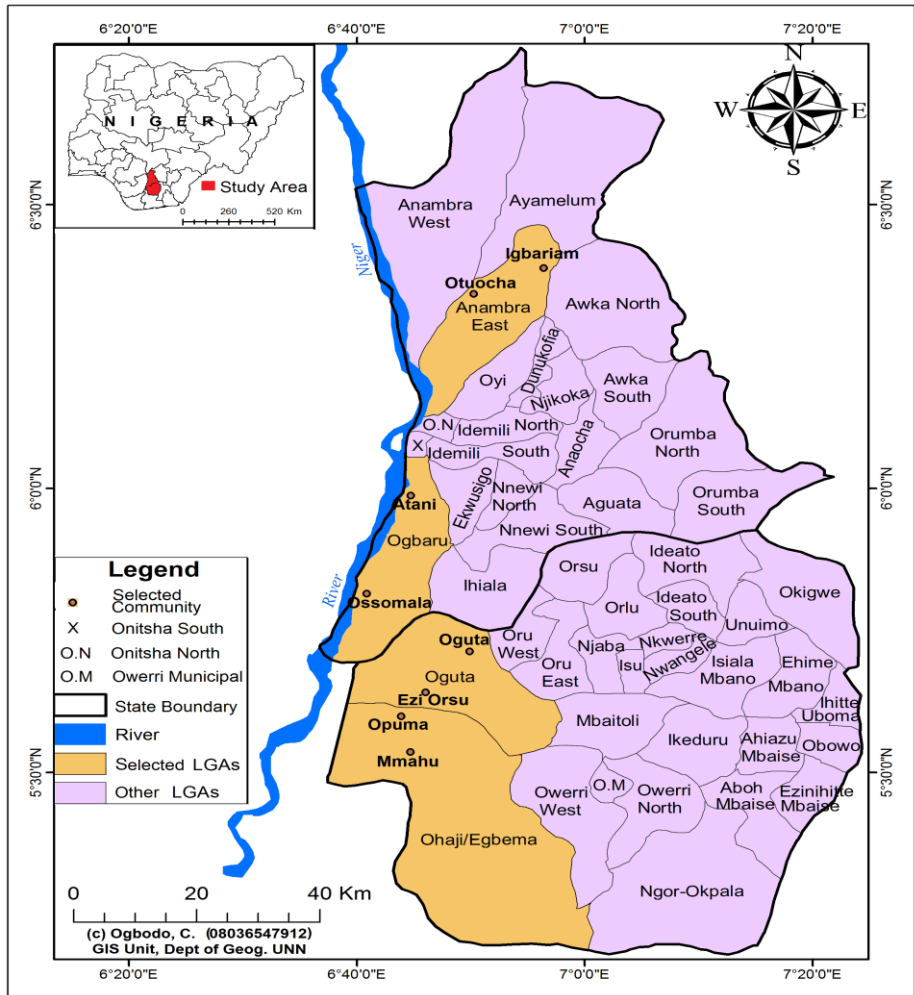 6°20'0"E
6°40'0"E
7°0'0"E
7°20'0"E
N I G E R I A
Study Area
0 260 520 Km
N
W E
S
6°30'0"N
6°30'0"N
Anambra
West
Ayamelum
Niger
Igbariam
Otuocha
Anambra
East
Awka North
Dunukofia
Oyi
Awka
South
Njikoka
O.N
Idemili North
Anaocha
X
Idemili South
Orumba
North
6°0'0"N
6°0'0"N
Ekwusigo
Nnewi
North
Aguata
Orumba
South
Atani
Nnewi South
Ogbaru
Ihiala
Orsu
Ideato
North
River
Ossomala
Orlu
Ideato
South
Okigwe
Unuimo
Legend
Selected
Community
X Onitsha South
O.N Onitsha North
O.M Owerri Municipal
State Boundary
River
Selected LGAs
Other LGAs
Oguta
Oru
West
Njaba
Nkwerre
Oguta
Oru
East
Isu
Nwangele
Isiala
Mbano
Ehime
Mbano
Ezi Orsu
Ihitte
Uboma
Opuma
Mbaitoli
Ikeduru
Ahiazu
Mbaise
Obowo
Mmahu
5°30'0"N
5°30'0"N
Owerri
West
O.M
Owerri
North
Aboh
Mbaise
Ezinihitte
Mbaise
Ohaji/Egbema
Ngor-Okpala
0 20 40 Km
(c) Ogbodo, C. (08036547912)
GIS Unit, Dept of Geog. UNN
6°20'0"E
6°40'0"E
7°0'0"E
7°20'0"E